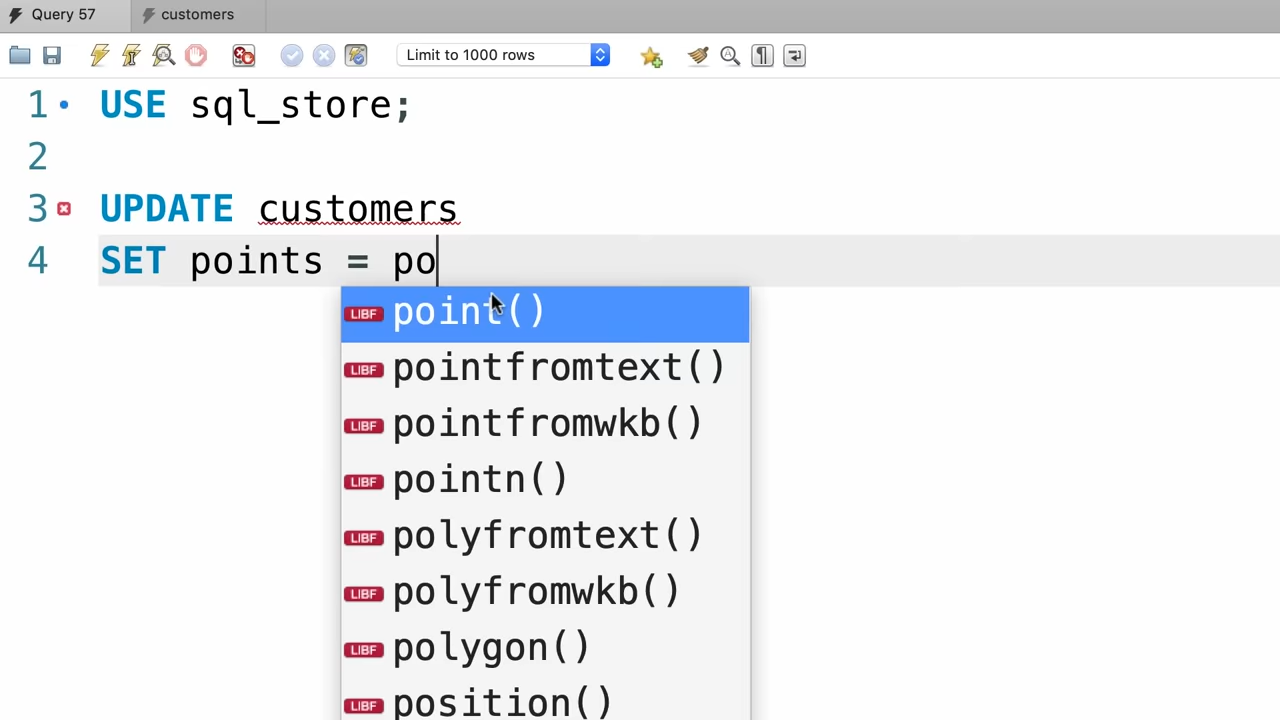 Query 57
customers
Limit to 1000 rows
1 USE sql_store;
2
3 UPDATE customers
4 SET points = po
LIBF point()
LIBF pointfromtext()
LIBF pointfromwkb()
LIBF pointn()
LIBF polyfromtext()
LIBF polyfromwkb()
LIBF polygon()
LIBF position()